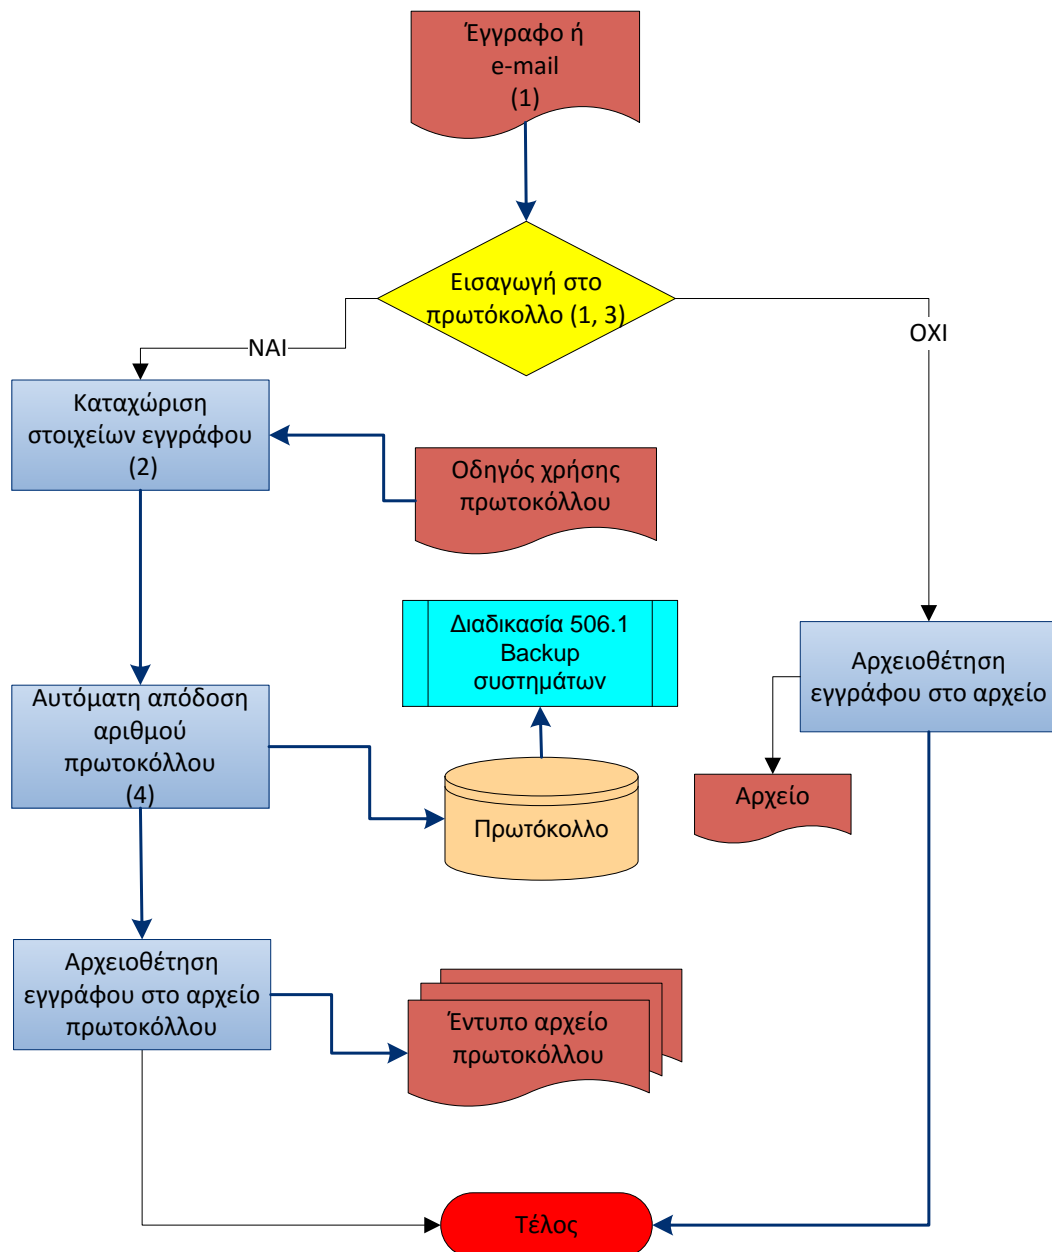 Έγγραφο ή
e-mail
(1)
Εισαγωγή στο
πρωτόκολλο (1, 3)
ΝΑΙ
ΟΧΙ
Καταχώριση
στοιχείων εγγράφου
(2)
Οδηγός χρήσης
πρωτοκόλλου
Διαδικασία 506.1
Backup
συστημάτων
Αρχειοθέτηση
εγγράφου στο αρχείο
Αυτόματη απόδοση
αριθμού
πρωτοκόλλου
(4)
Πρωτόκολλο
Αρχείο
Αρχειοθέτηση
εγγράφου στο αρχείο
πρωτοκόλλου
Έντυπο αρχείο
πρωτοκόλλου
Τέλος